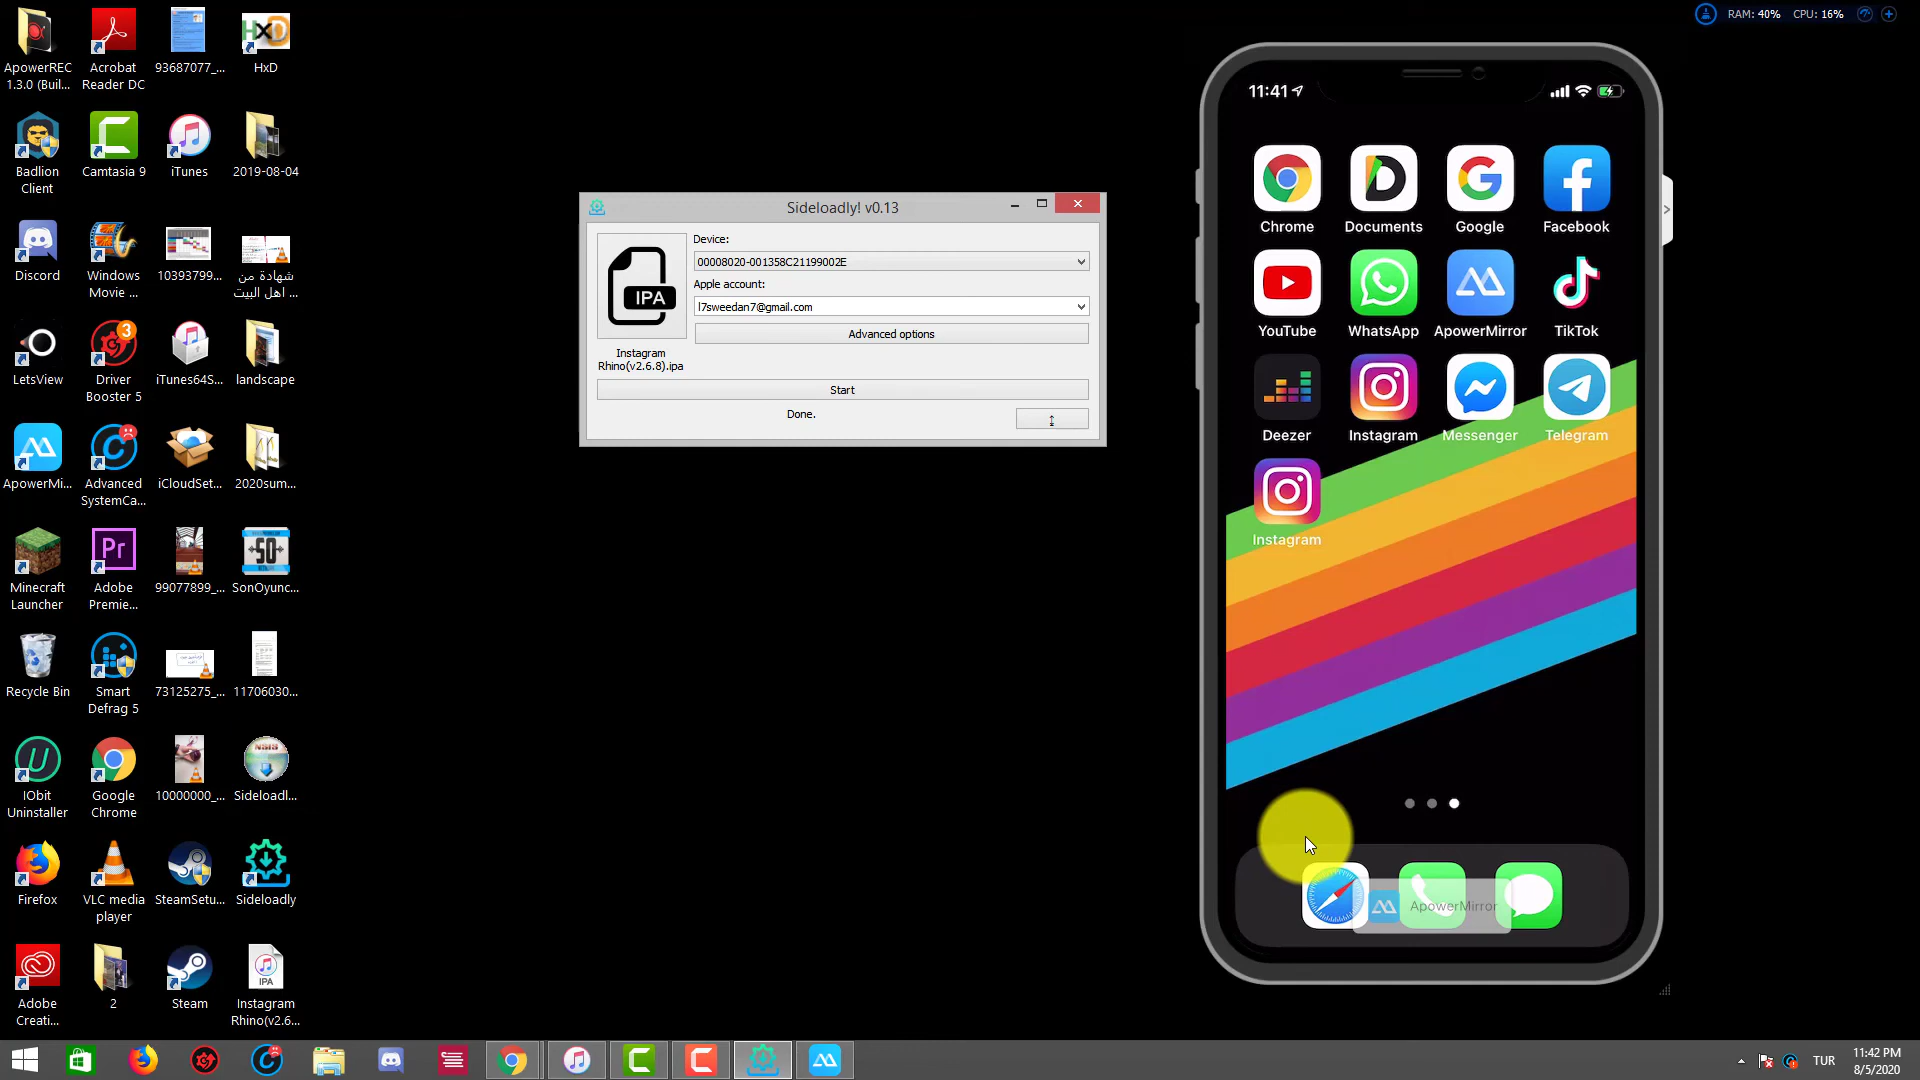 ApowerREC
1.3.0 (Buil...
Acrobat
Reader DC
93687077_...
HxD
Badlion
Client
Camtasia 9
iTunes
2019-08-04
Discord
Windows
Movie ...
10393799...
شهادة من
اهل البيت ...
LetsView
Driver
Booster 5
3
iTunes64S...
landscape
ApowerMi...
Advanced
SystemCa...
iCloudSet...
2020sum...
Minecraft
Launcher
Pr
Adobe
Premie...
99077899_...
SO
SonOyunc...
Recycle Bin
Smart
Defrag 5
73125275_...
11706030...
IObit
Uninstaller
Google
Chrome
10000000_...
NSIS
Sideloadl...
Firefox
VLC media
player
SteamSetu...
Sideloadly
Adobe
Creati...
2
Steam
IPA
Instagram
Rhino(v2.6...
Sideloadly! v0.13
IPA
Instagram
Rhino(v2.6.8).ipa
Device:
00008020-001358C21199002E
Apple account:
l7sweedan7@gmail.com
Advanced options
Start
Done.
RAM: 40% CPU: 16%
11:41
Chrome
Documents
Google
Facebook
YouTube
WhatsApp
ApowerMirror
TikTok
Deezer
Instagram
Messenger
Telegram
Instagram
ApowerMirror
TUR
11:42 PM
8/5/2020